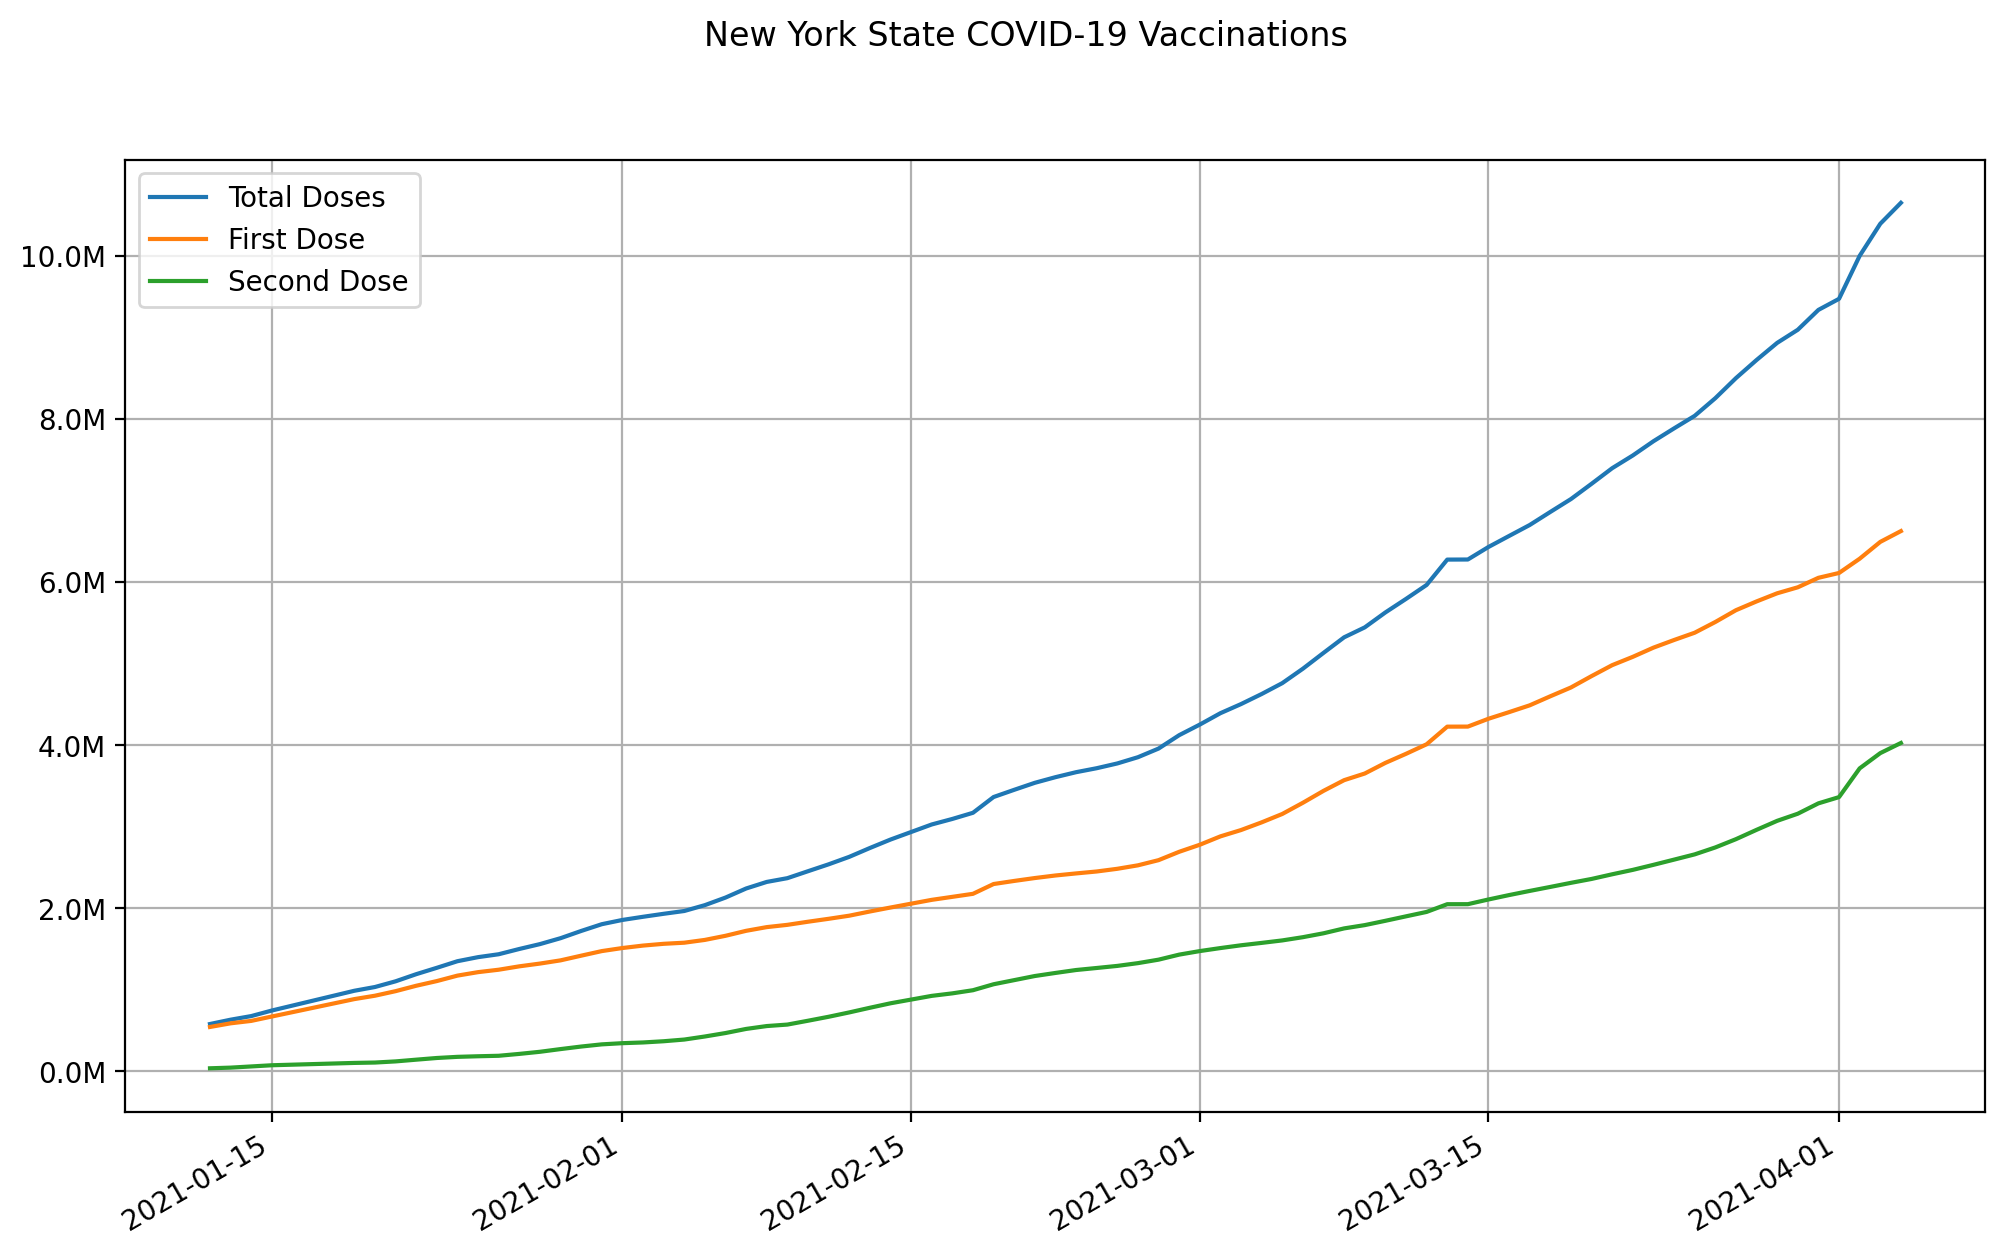 New York State COVID-19 Vaccinations
Total Doses
First Dose
Second Dose
10.0M
8.0M
6.0M
4.0M
2.0M
0.0M
2021-01-15
2021-02-01
2021-02-15
2021-03-01
2021-03-15
2021-04-01